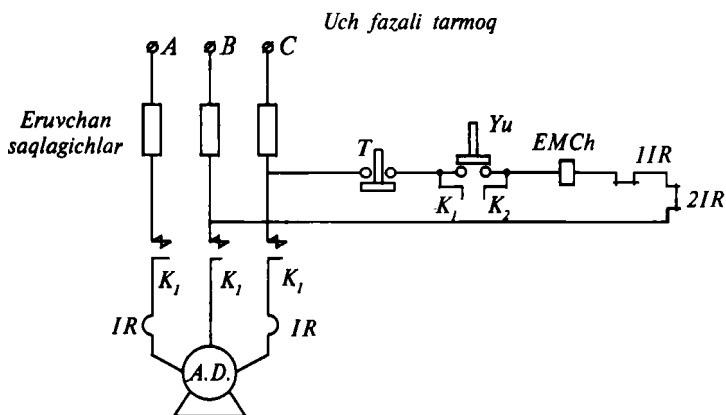 Uch fazali tarmoq
A B C
Eruvchan
saqlagichlar
T
Yu
EMCh
1IR
2IR
K₁ K₂
K₁ K₁ K₁
IR IR
A.D.